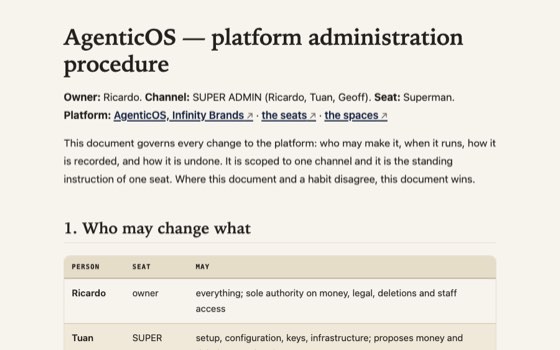 AgenticOS — platform administration
procedure
Owner: Ricardo. Channel: SUPER ADMIN (Ricardo, Tuan, Geoff). Seat: Superman.
Platform: AgenticOS, Infinity Brands ↗ · the seats ↗ · the spaces ↗
This document governs every change to the platform: who may make it, when it runs, how it
is recorded, and how it is undone. It is scoped to one channel and it is the standing
instruction of one seat. Where this document and a habit disagree, this document wins.
1. Who may change what
PERSON SEAT MAY
Ricardo owner everything; sole authority on money, legal, deletions and staff
access
Tuan SUPER setup, configuration, keys, infrastructure; proposes money and